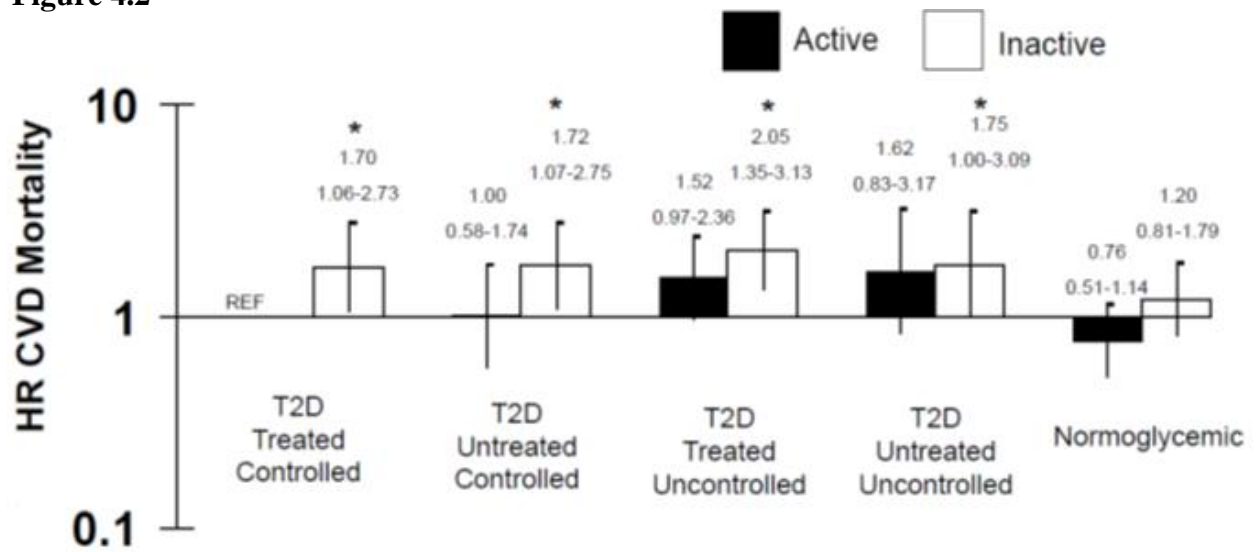 Figure 4.2
Active
Inactive
HR CVD Mortality
10
1
0.1
REF
*
1.70
1.06-2.73
1.00
0.58-1.74
*
1.72
1.07-2.75
1.52
0.97-2.36
*
2.05
1.35-3.13
1.62
0.83-3.17
*
1.75
1.00-3.09
0.76
0.51-1.14
1.20
0.81-1.79
T2D
Treated
Controlled
T2D
Untreated
Controlled
T2D
Treated
Uncontrolled
T2D
Untreated
Uncontrolled
Normoglycemic